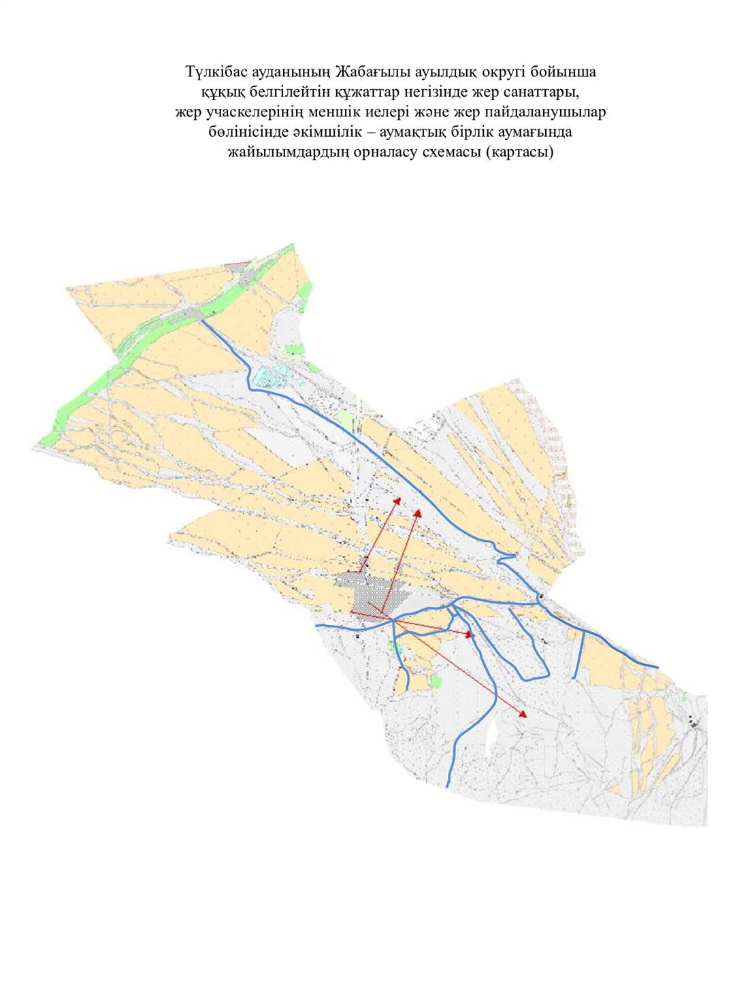 Түлкібас ауданының Жабағылы ауылдық округі бойынша
құқық белгілейтін құжаттар негізінде жер санаттары,
жер учаскелерінің меншік иелері және жер пайдаланушылар
бөлінісінде әкімшілік – аумақтық бірлік аумағында
жайылымдардың орналасу схемасы (картасы)